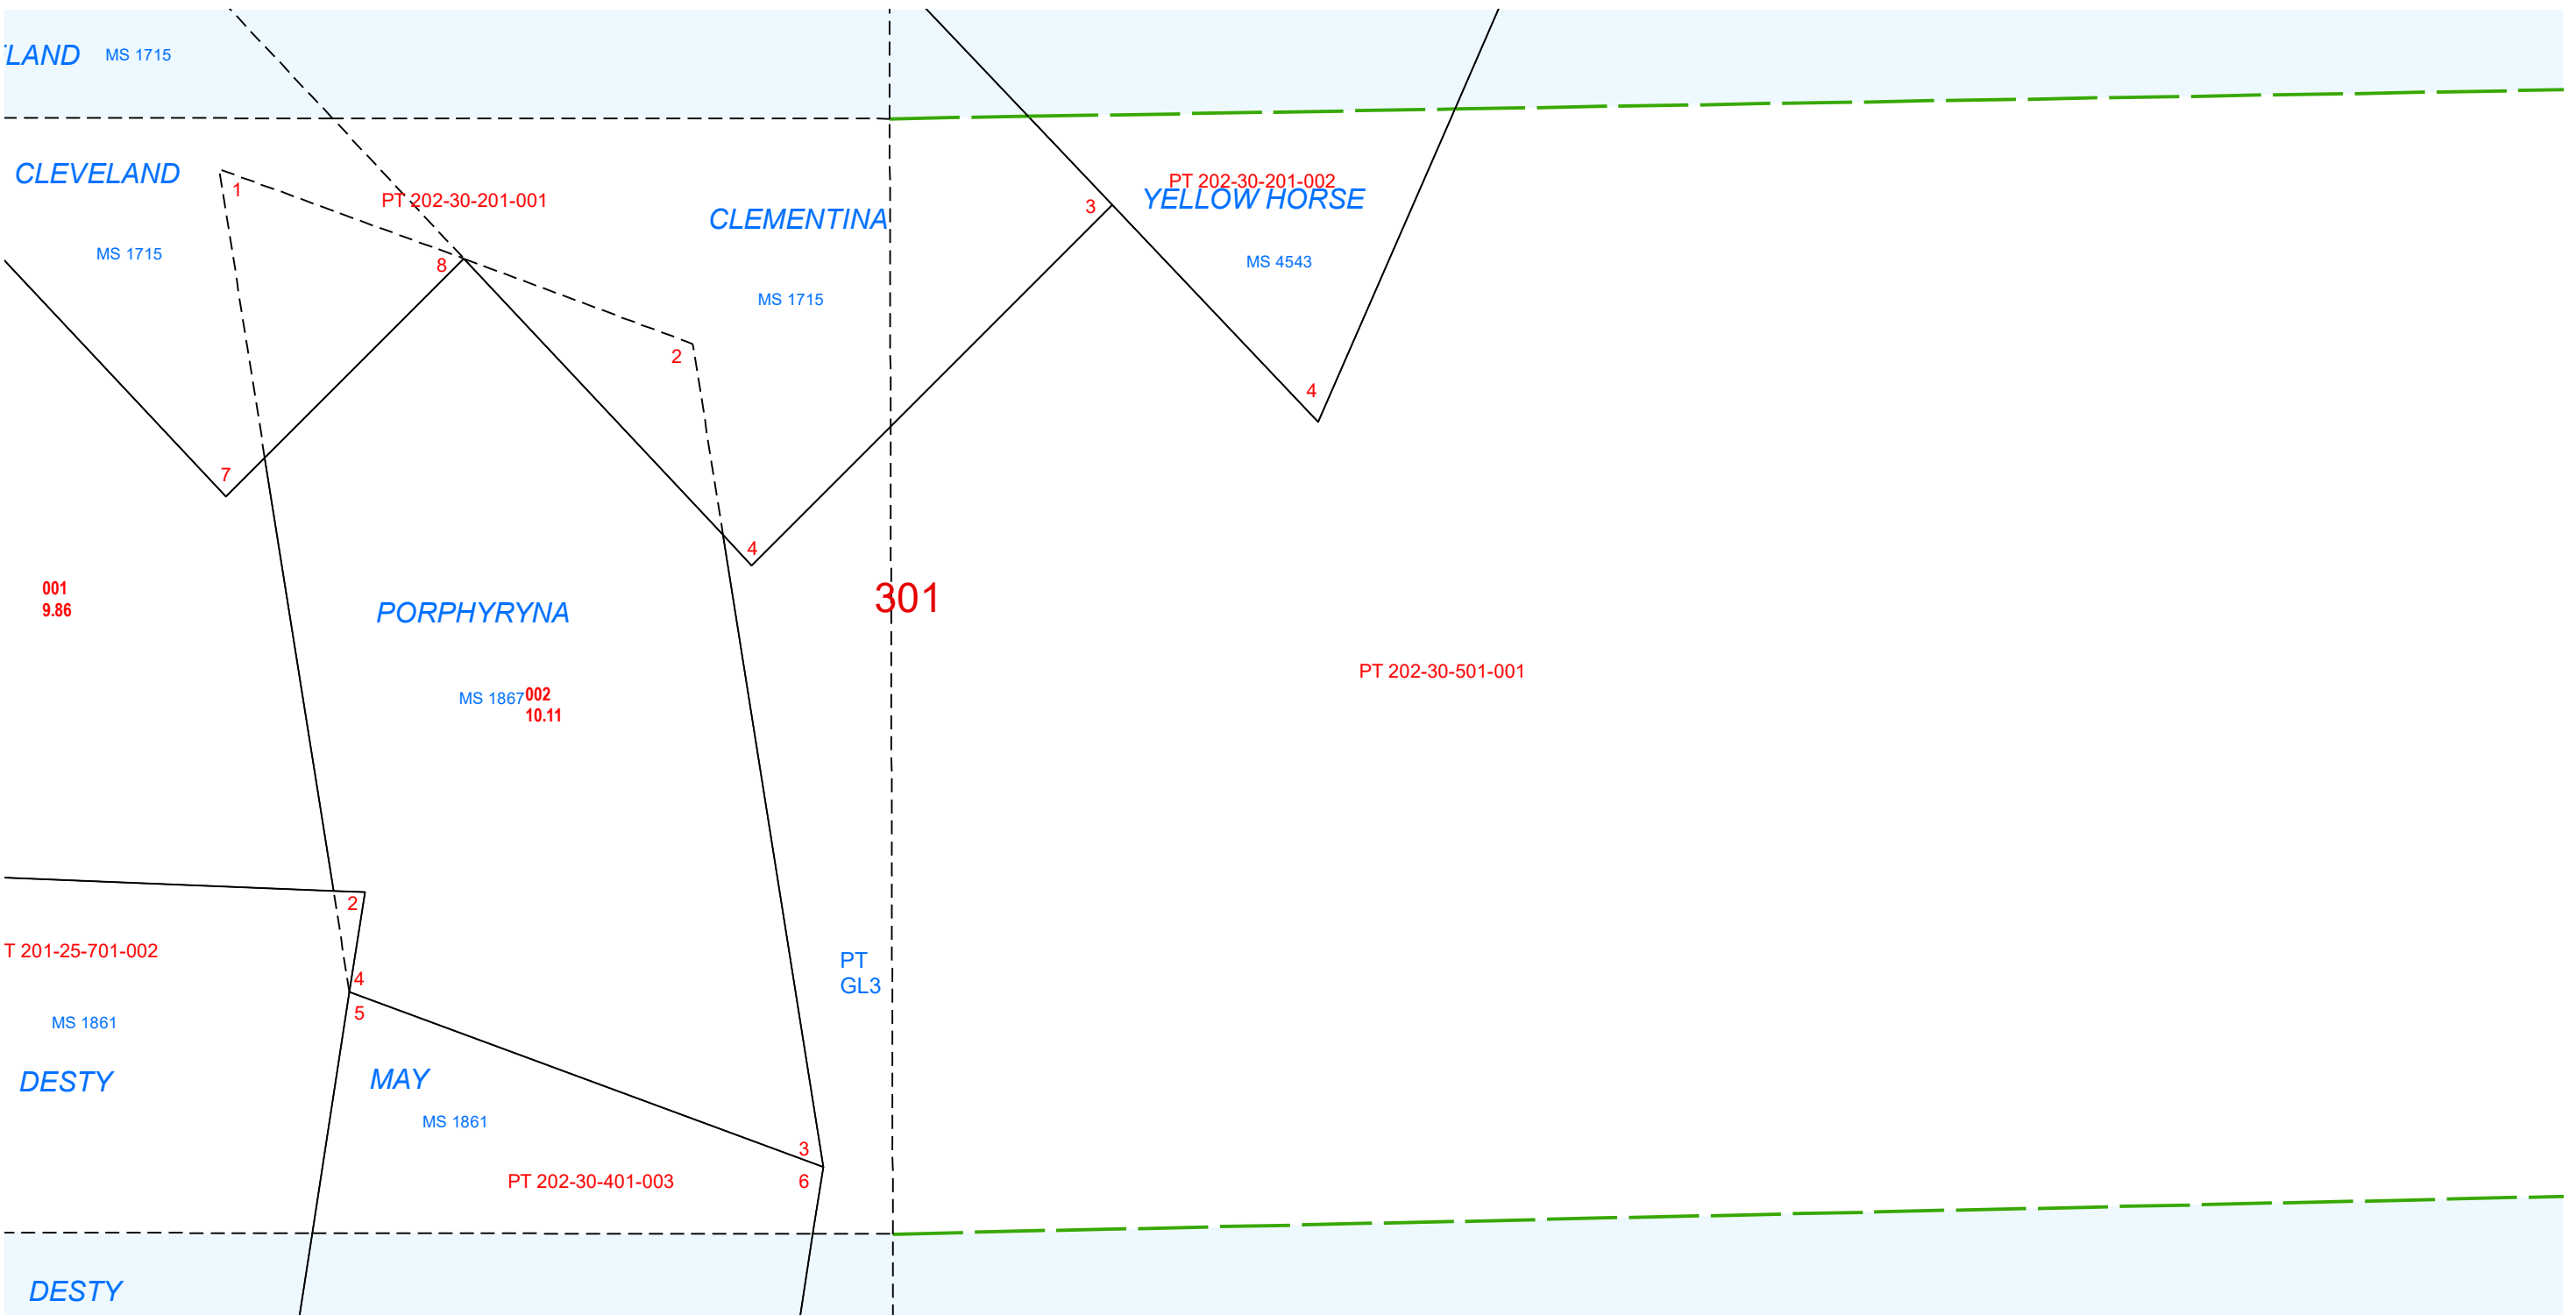 LAND MS 1715
CLEVELAND
1
PT 202-30-201-001
MS 1715
8
CLEMENTINA
MS 1715
3
PT 202-30-201-002
YELLOW HORSE
MS 4543
2
4
7
4
001
9.86
PORPHYRYNA
301
MS 1867
002
10.11
PT 202-30-501-001
2
T 201-25-701-002
4
5
PT
GL3
MS 1861
DESTY
MAY
MS 1861
3
PT 202-30-401-003
6
DESTY